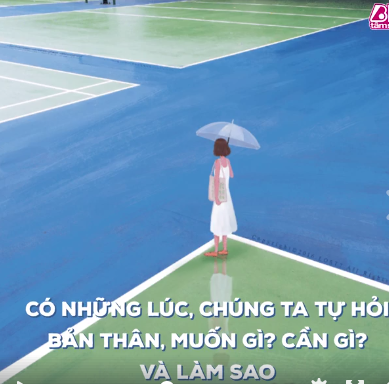 CÓ NHỮNG LÚC, CHÚNG TA TỰ HỎI
BẢN THÂN, MUỐN GÌ? CẦN GÌ?
VÀ LÀM SAO